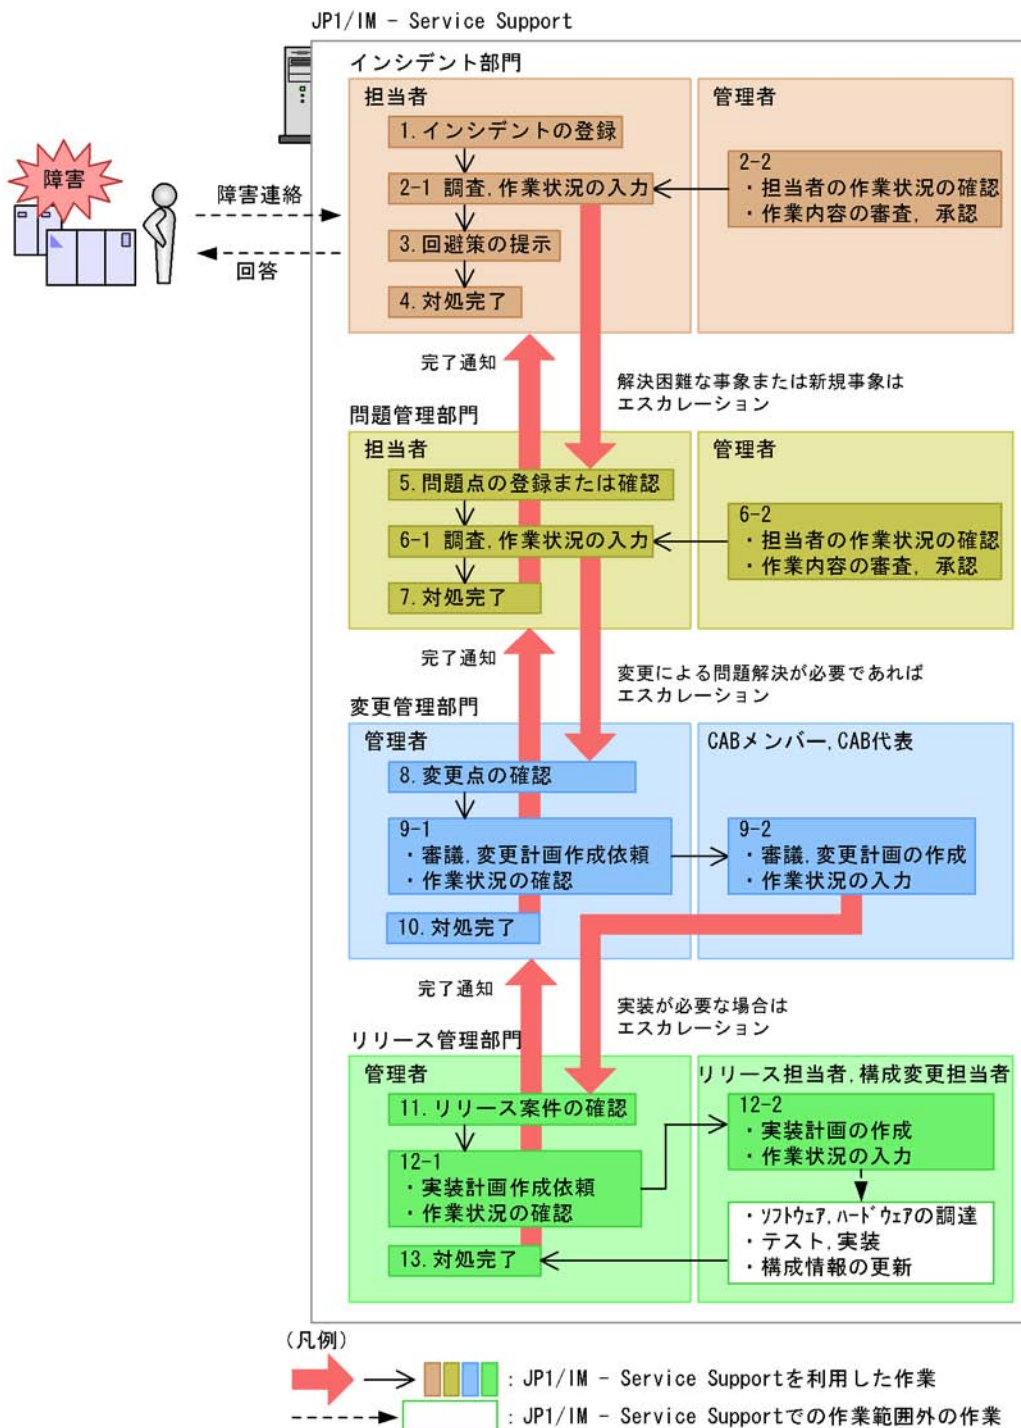 JP1/IM - Service Support
インシデント部門
担当者
管理者
1.インシデントの登録
2-1 調査,作業状況の入力
2-2
・担当者の作業状況の確認
・作業内容の審査, 承認
障害
障害連絡
回答
3.回避策の提示
4.対処完了
完了通知
解決困難な事象または新規事象は
エスカレーション
問題管理部門
担当者
管理者
5.問題点の登録または確認
6-1 調査,作業状況の入力
6-2
・担当者の作業状況の確認
・作業内容の審査, 承認
7.対処完了
完了通知
変更による問題解決が必要であれば
エスカレーション
変更管理部門
管理者
CABメンバー,CAB代表
8.変更点の確認
9-1
・審議,変更計画作成依頼
・作業状況の確認
9-2
・審議,変更計画の作成
・作業状況の入力
10.対処完了
完了通知
実装が必要な場合は
エスカレーション
リリース管理部門
管理者
リリース担当者,構成変更担当者
11.リリース案件の確認
12-1
・実装計画作成依頼
・作業状況の確認
12-2
・実装計画の作成
・作業状況の入力
・ソフトウェア,ハードウェアの調達
・テスト,実装
・構成情報の更新
13.対処完了
(凡例)
: JP1/IM - Service Supportを利用した作業
: JP1/IM - Service Supportでの作業範囲外の作業